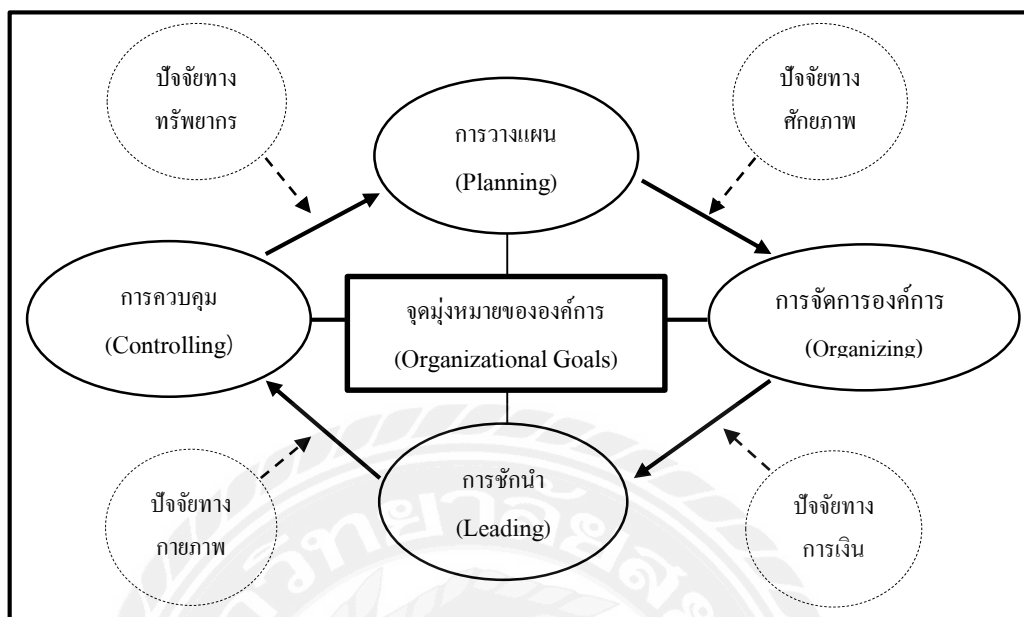 ปัจจัยทาง
ทรัพยากร
การวางแผน
(Planning)
ปัจจัยทาง
ศักยภาพ
การควบคุม
(Controlling)
จุดมุ่งหมายขององค์การ
(Organizational Goals)
การจัดการองค์การ
(Organizing)
ปัจจัยทาง
กายภาพ
การชักนำ
(Leading)
ปัจจัยทาง
การเงิน